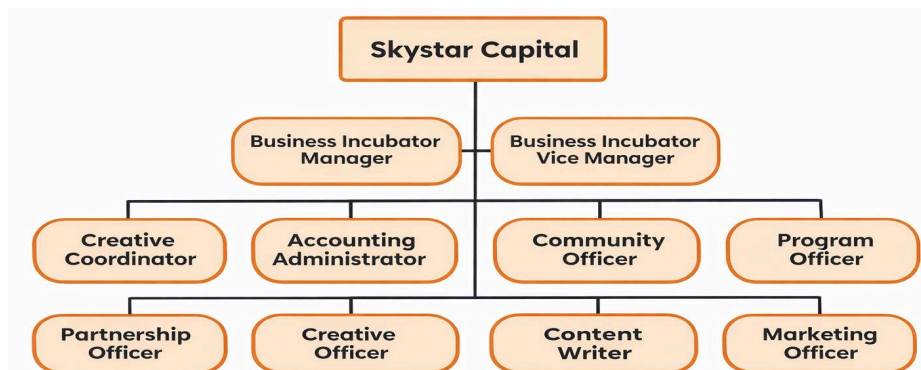 Skystar Capital
Business Incubator
Manager
Business Incubator
Vice Manager
Creative
Coordinator
Accounting
Administrator
Community
Officer
Program
Officer
Partnership
Officer
Creative
Officer
Content
Writer
Marketing
Officer